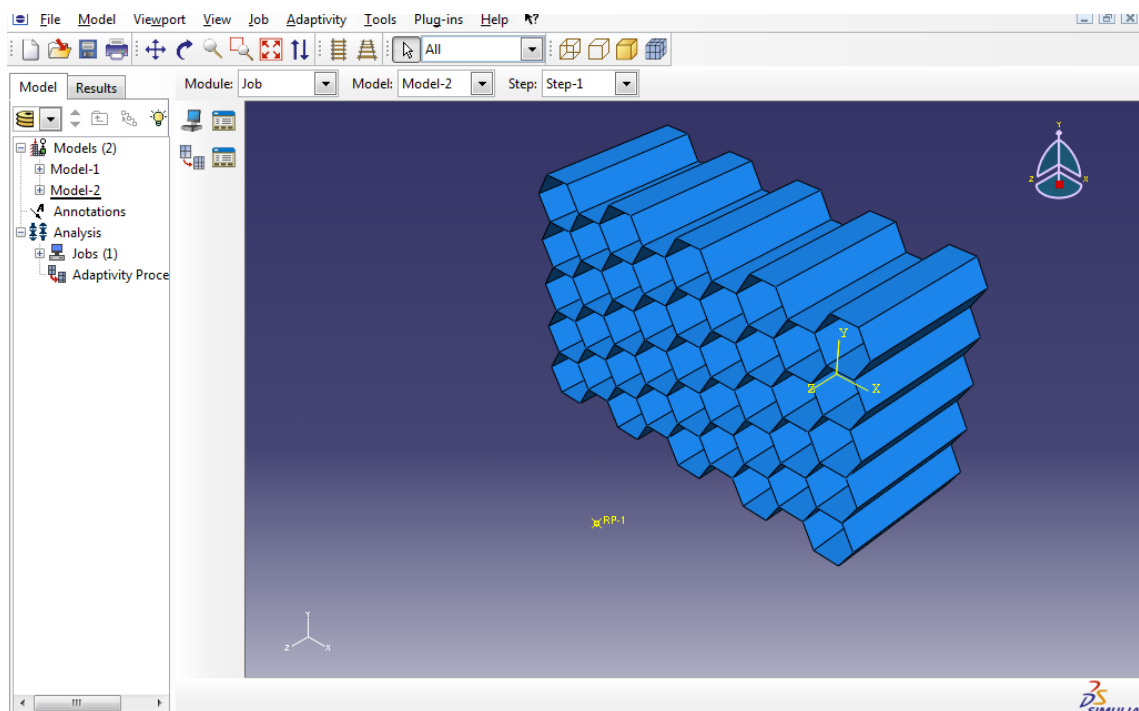 File Model Viewport View Job Adaptivity Tools Plug-ins Help
All
Model Results Module: Job Model: Model-2 Step: Step-1
Models (2)
Model-1
Model-2
Annotations
Analysis
Jobs (1)
Adaptivity Proce
Y
Z X
Y
Z X
RP-1
Y
Z X
SIMULIA